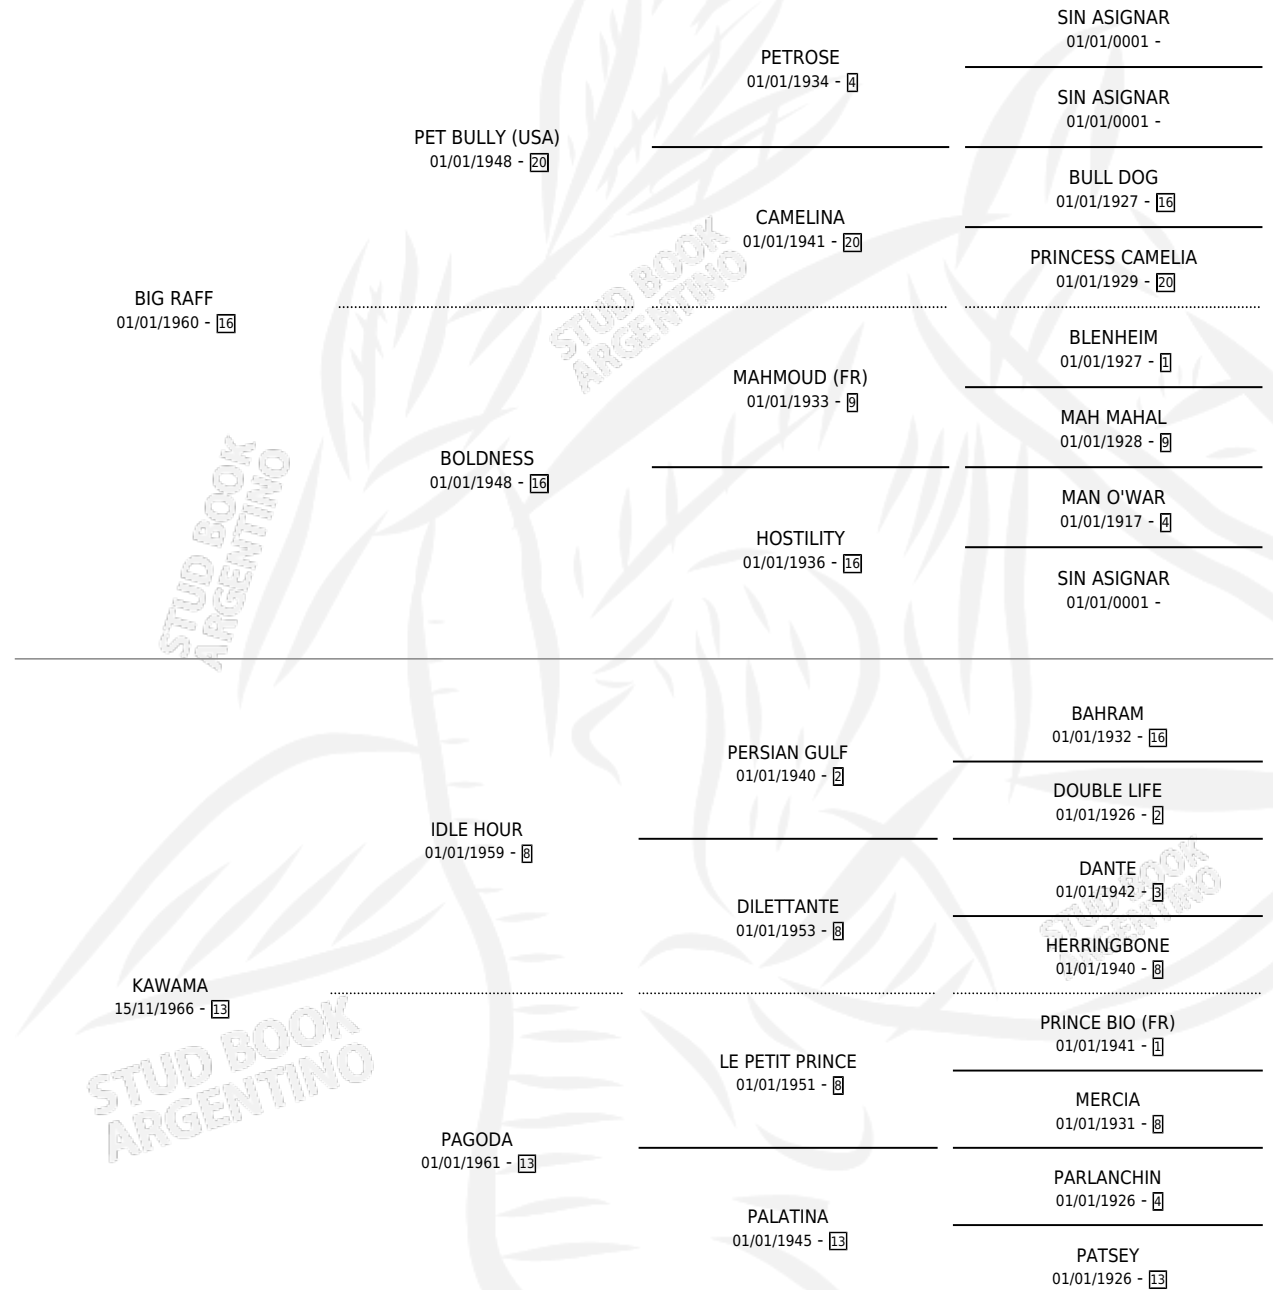 SIN ASIGNAR
01/01/0001 -
PETROSE
01/01/1934 - 4
SIN ASIGNAR
01/01/0001 -
PET BULLY (USA)
01/01/1948 - 20
BULL DOG
01/01/1927 - 16
CAMELINA
01/01/1941 - 20
PRINCESS CAMELIA
01/01/1929 - 20
BIG RAFF
01/01/1960 - 16
BLENHEIM
01/01/1927 - 1
MAHMOUD (FR)
01/01/1933 - 9
MAH MAHAL
01/01/1928 - 9
BOLDNESS
01/01/1948 - 16
MAN O'WAR
01/01/1917 - 4
HOSTILITY
01/01/1936 - 16
SIN ASIGNAR
01/01/0001 -
BAHRAM
01/01/1932 - 16
PERSIAN GULF
01/01/1940 - 2
DOUBLE LIFE
01/01/1926 - 2
IDLE HOUR
01/01/1959 - 8
DANTE
01/01/1942 - 3
DILETTANTE
01/01/1953 - 8
HERRINGBONE
01/01/1940 - 8
KAWAMA
15/11/1966 - 13
PRINCE BIO (FR)
01/01/1941 - 1
LE PETIT PRINCE
01/01/1951 - 8
MERCIA
01/01/1931 - 8
PAGODA
01/01/1961 - 13
PARLANCHIN
01/01/1926 - 4
PALATINA
01/01/1945 - 13
PATSEY
01/01/1926 - 13
STUD BOOK
ARGENTINO
STUD BOOK
ARGENTINO
STUD BOOK
ARGENTINO
STUD BOOK
ARGENTINO